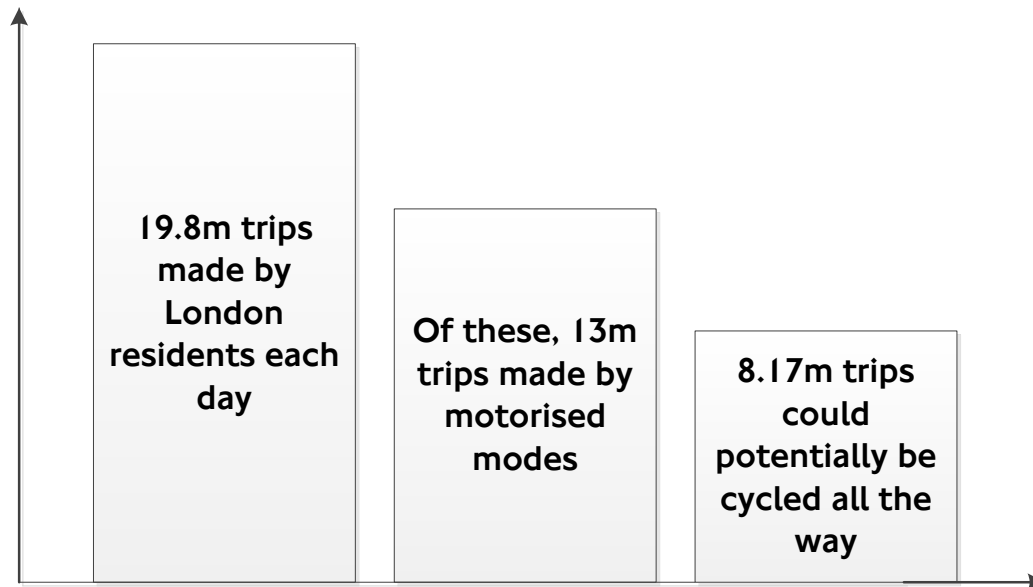 19.8m trips
made by
London
residents each
day
Of these, 13m
trips made by
motorised
modes
8.17m trips
could
potentially be
cycled all the
way